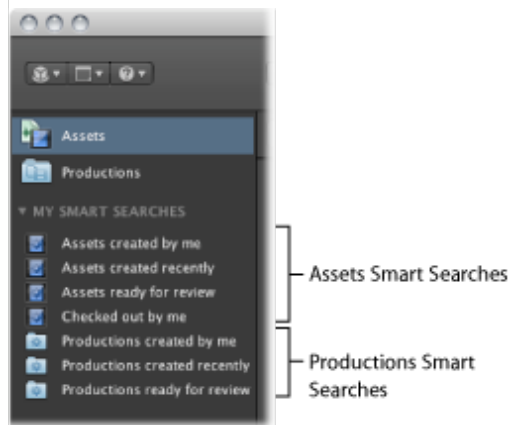 Assets
Productions
MY SMART SEARCHES
Assets created by me
Assets created recently
Assets ready for review
Checked out by me
Productions created by me
Productions created recently
Productions ready for review
Assets Smart Searches
Productions Smart
Searches